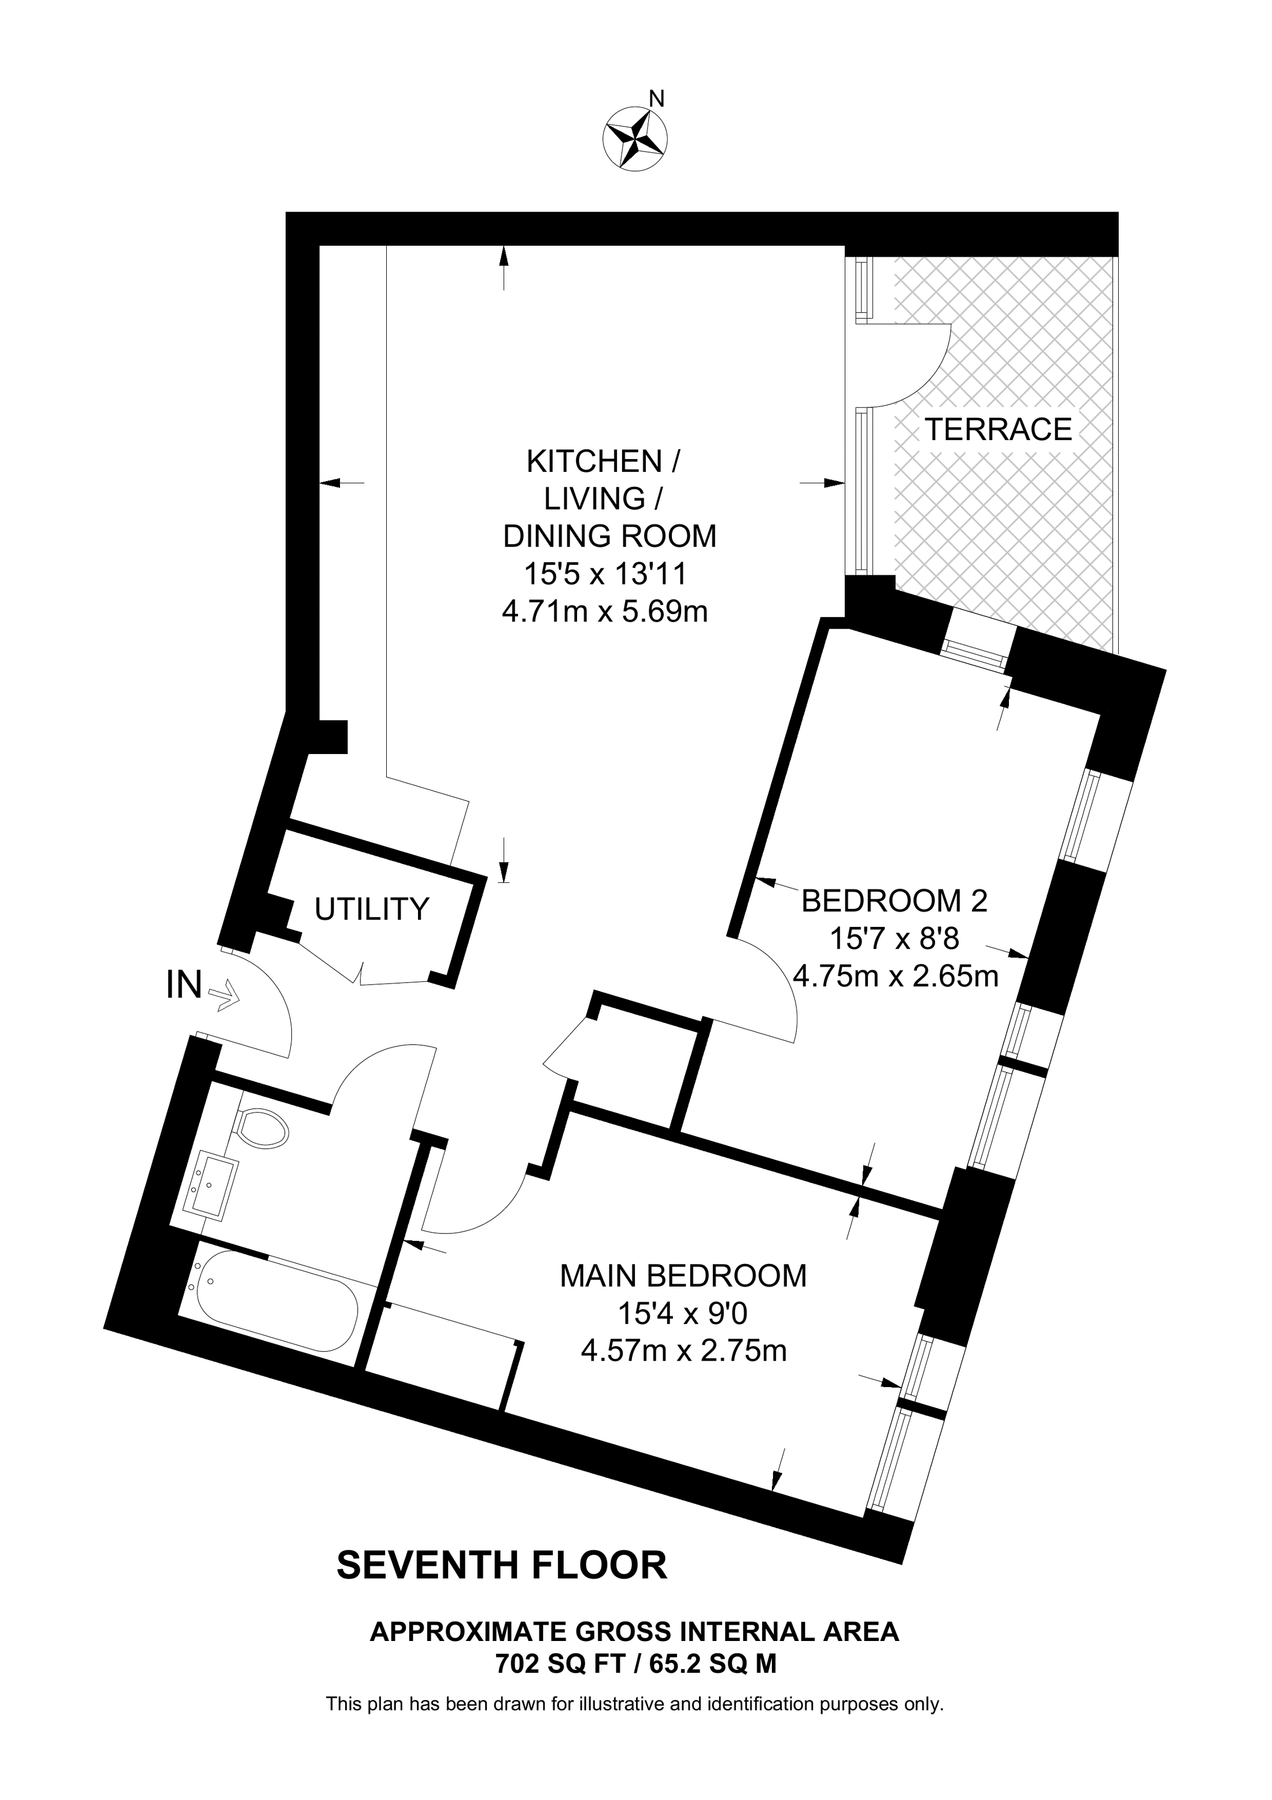 N
KITCHEN /
LIVING /
DINING ROOM
15'5 x 13'11
4.71m x 5.69m
TERRACE
UTILITY
BEDROOM 2
15'7 x 8'8
4.75m x 2.65m
IN
MAIN BEDROOM
15'4 x 9'0
4.57m x 2.75m
SEVENTH FLOOR
APPROXIMATE GROSS INTERNAL AREA
702 SQ FT / 65.2 SQ M
This plan has been drawn for illustrative and identification purposes only.